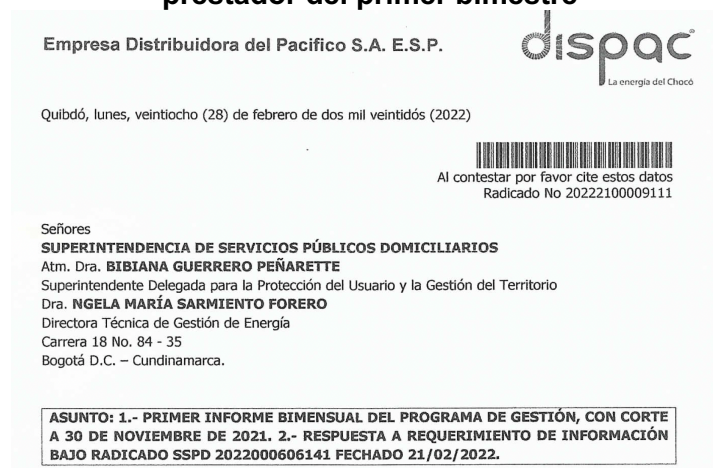 prestador del primer bimestre
Empresa Distribuidora del Pacifico S.A. E.S.P.
dispac
La energía del Chocó
Quibdó, lunes, veintiocho (28) de febrero de dos mil veintidós (2022)
Al contestar por favor cite estos datos
Radicado No 20222100009111
Señores
SUPERINTENDENCIA DE SERVICIOS PÚBLICOS DOMICILIARIOS
Atm. Dra. BIBIANA GUERRERO PEÑARETTE
Superintendente Delegada para la Protección del Usuario y la Gestión del Territorio
Dra. NGELA MARÍA SARMIENTO FORERO
Directora Técnica de Gestión de Energía
Carrera 18 No. 84 - 35
Bogotá D.C. – Cundinamarca.
ASUNTO: 1.- PRIMER INFORME BIMENSUAL DEL PROGRAMA DE GESTIÓN, CON CORTE
A 30 DE NOVIEMBRE DE 2021. 2.- RESPUESTA A REQUERIMIENTO DE INFORMACIÓN
BAJO RADICADO SSPD 2022000606141 FECHADO 21/02/2022.